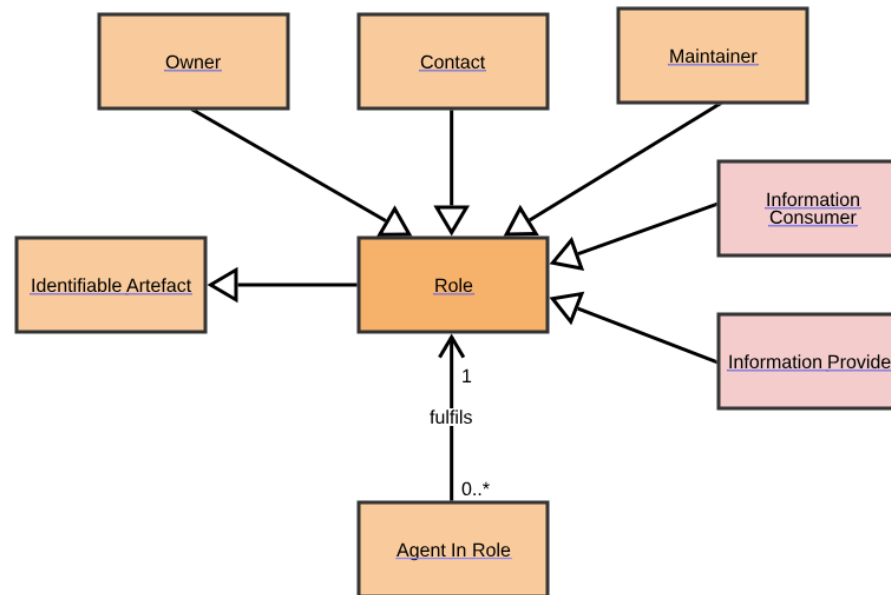 Owner
Contact
Maintainer
Information
Consumer
Identifiable Artefact
Role
Information Provide
1
fulfils
0..*
Agent In Role